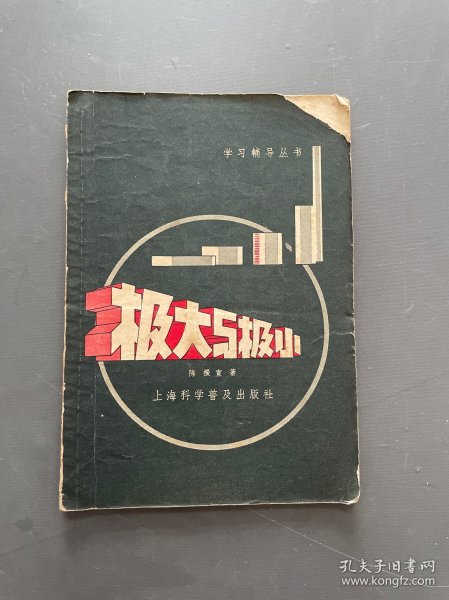 学习輔导丛书
极大与极小
陈振宣著
上海科学普及出版社
孔夫子旧书网
www.kongfz.com